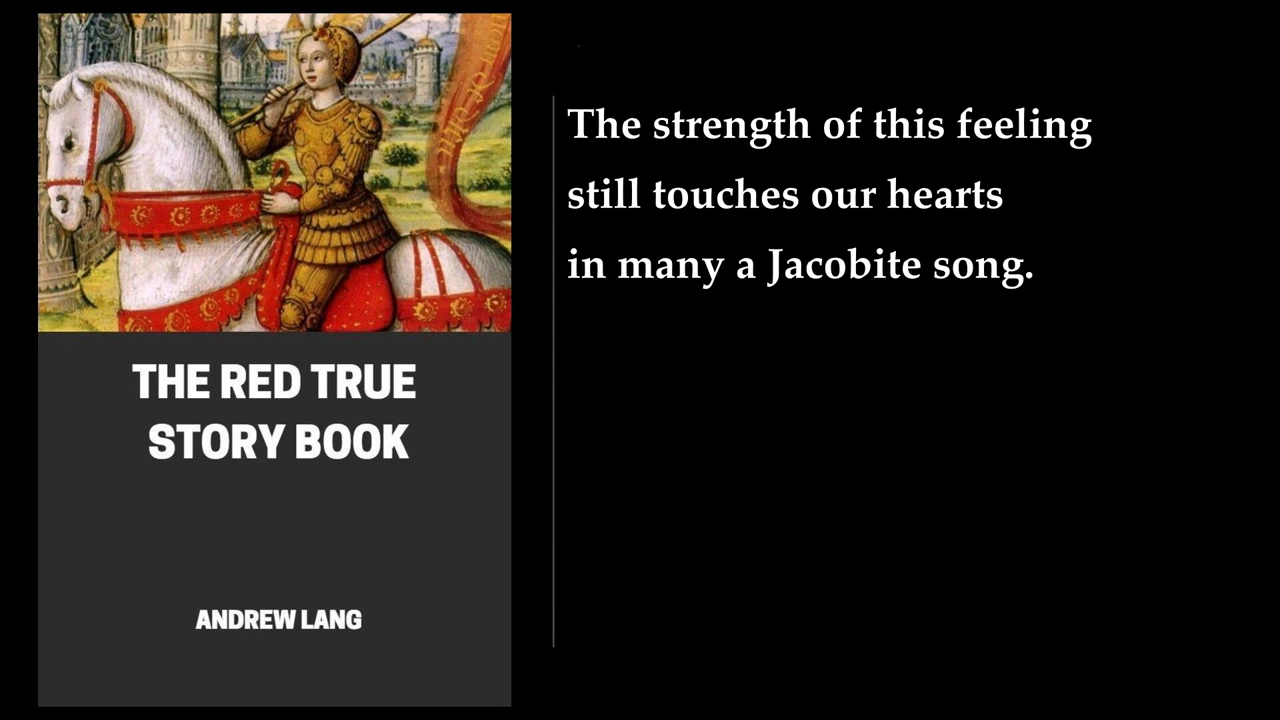 THE RED TRUE
STORY BOOK
ANDREW LANG
The strength of this feeling
still touches our hearts
in many a Jacobite song.